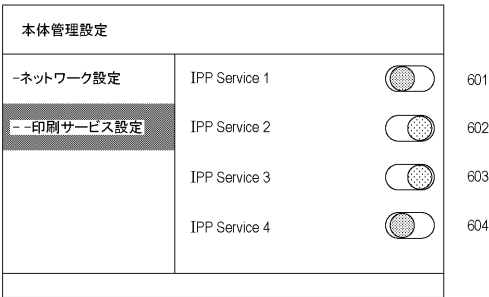 本体管理設定
-ネットワーク設定
--印刷サービス設定
IPP Service 1
601
IPP Service 2
602
IPP Service 3
603
IPP Service 4
604